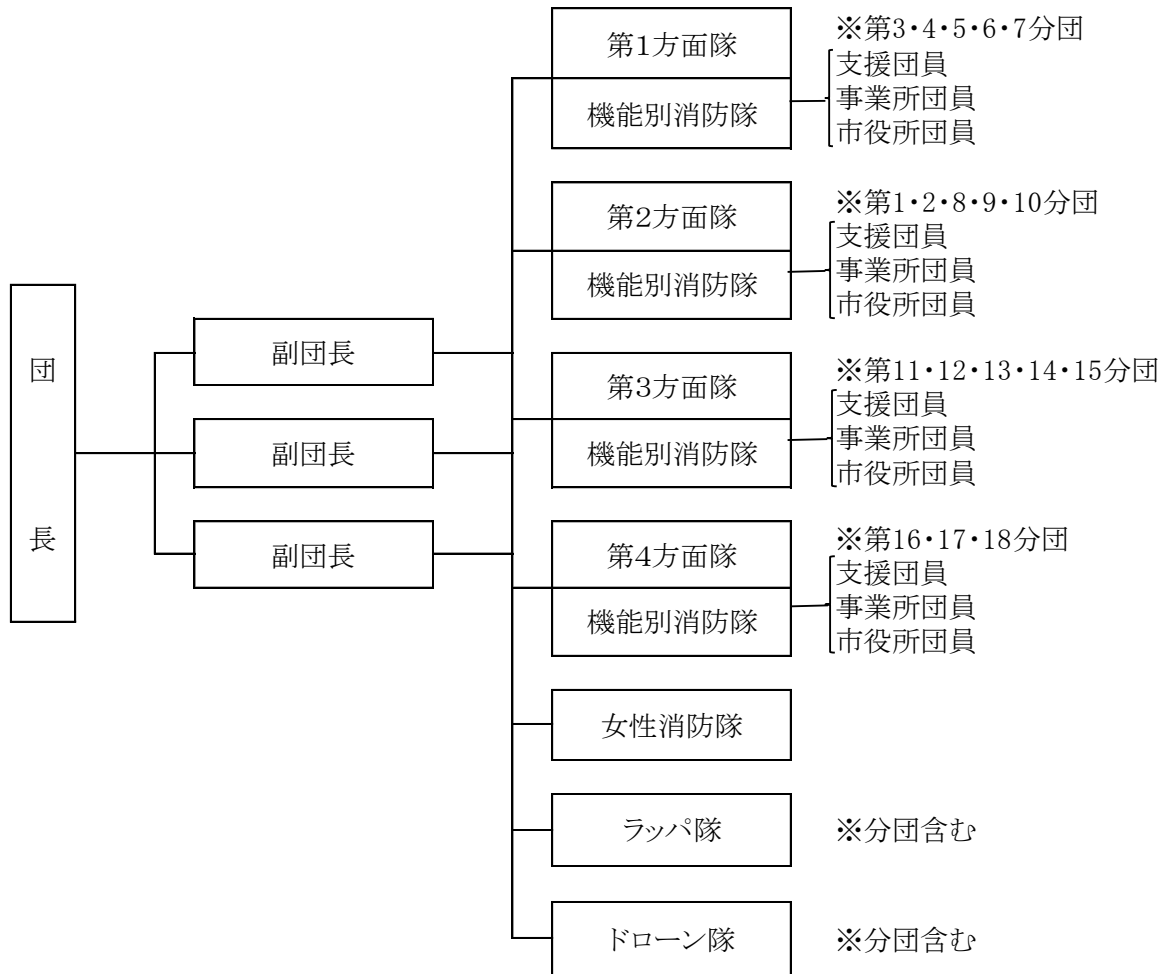 団長
副団長
副団長
副団長
第1方面隊
機能別消防隊
※第3・4・5・6・7分団
支援団員
事業所団員
市役所団員
第2方面隊
機能別消防隊
※第1・2・8・9・10分団
支援団員
事業所団員
市役所団員
第3方面隊
機能別消防隊
※第11・12・13・14・15分団
支援団員
事業所団員
市役所団員
第4方面隊
機能別消防隊
※第16・17・18分団
支援団員
事業所団員
市役所団員
女性消防隊
ラッパ隊
※分団含む
ドローン隊
※分団含む